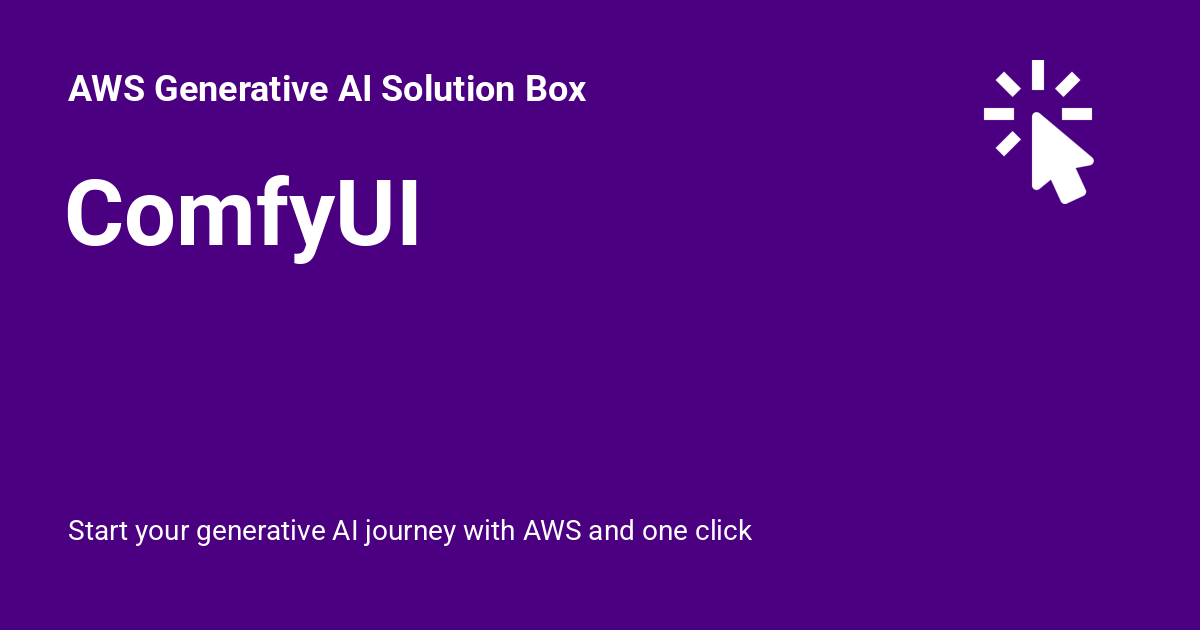 AWS Generative AI Solution Box
ComfyUI
Start your generative AI journey with AWS and one click